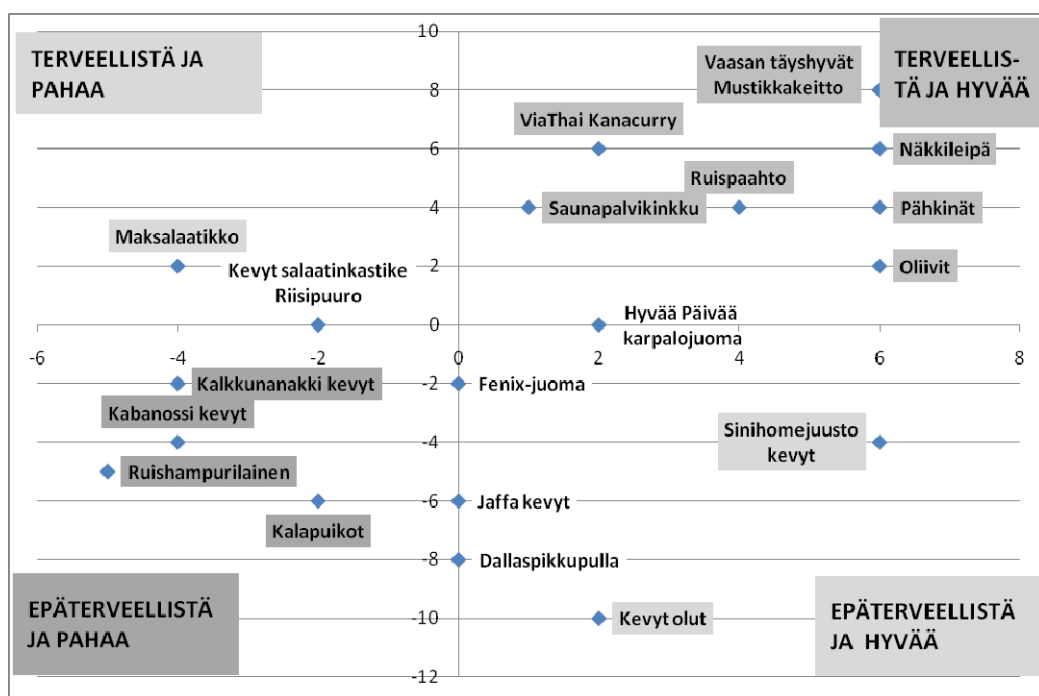 TERVEELLISTÄ JA
PAHAA
10
Vaasan täyshyvät
Mustikkakeitto
TERVEELLIS-
TÄ JA HYVÄÄ
8
ViaThai Kanacurry
6
Näkkileipä
Ruispaahto
4
Saunapalvikinkku
Pähkinät
Maksalaatikko
2
Oliivit
Kevyt salaatinkastike
Riisipuuro
Hyvää Päivää
karpalojuoma
0
-6
-4
-2
0
2
4
6
8
-2
Kalkkunanakki kevyt
Fenix-juoma
Kabanossi kevyt
-4
Sinihomejuusto
kevyt
Ruishampurilainen
-6
Jaffa kevyt
Kalapuikot
-8
Dallaspikkupulla
EPÄTERVEELLISTÄ
JA PAHAA
-10
Kevyt olut
EPÄTERVEELLISTÄ
JA HYVÄÄ
-12